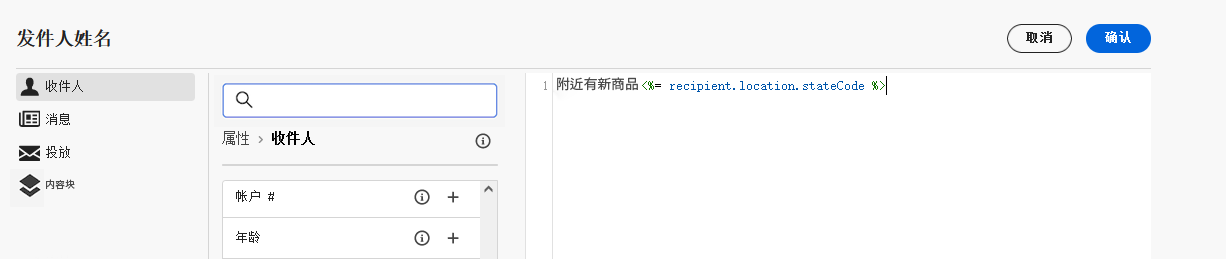 发件人姓名
取消
确认
收件人
消息
投放
内容块
属性 > 收件人
帐户 #
年龄
1 附近有新商品<%= recipient.location.stateCode %>